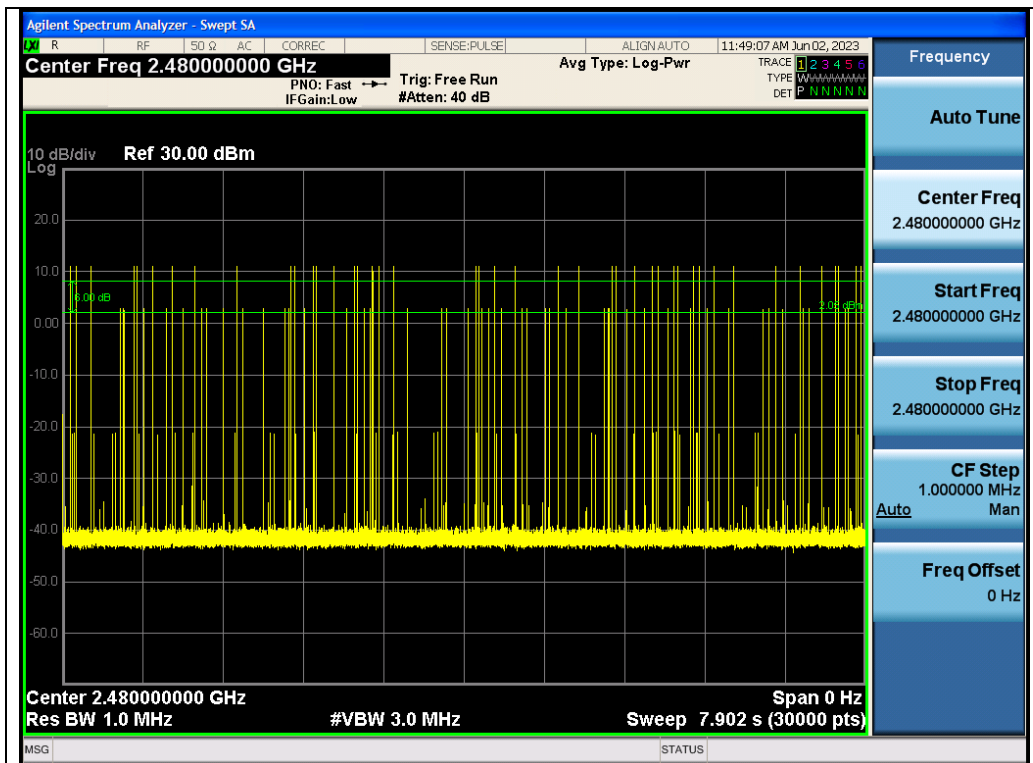 Agilent Spectrum Analyzer - Swept SA
LXI R RF 50 Ω AC CORREC SENSE:PULSE ALIGN AUTO 11:49:07 AM Jun 02, 2023
Center Freq 2.480000000 GHz
PNO: Fast
IFGain:Low
Trig: Free Run
#Atten: 40 dB
Avg Type: Log-Pwr
TRACE 1 2 3 4 5 6
TYPE
DET P N N N N N
10 dB/div
Log
Ref 30.00 dBm
20.0
10.0
6.00 dB
0.00
-10.0
-20.0
-30.0
-40.0
-50.0
-60.0
Center 2.480000000 GHz
Span 0 Hz
Res BW 1.0 MHz
#VBW 3.0 MHz
Sweep 7.902 s (30000 pts)
MSG
STATUS
Frequency
Auto Tune
Center Freq
2.480000000 GHz
Start Freq
2.480000000 GHz
Stop Freq
2.480000000 GHz
CF Step
1.000000 MHz
Auto Man
Freq Offset
0 Hz